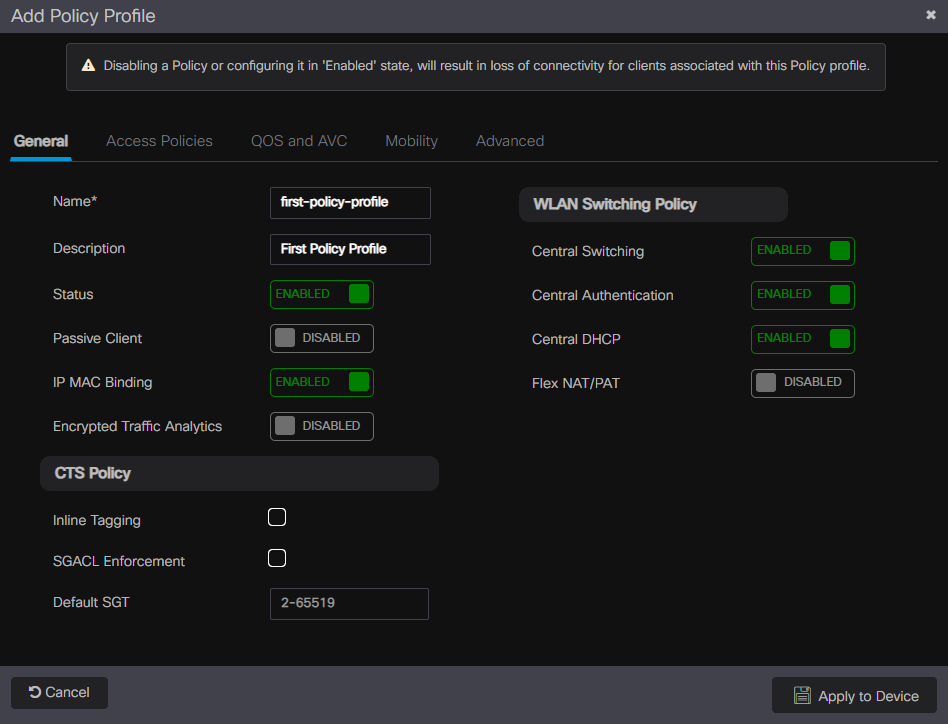 Add Policy Profile
Disabling a Policy or configuring it in 'Enabled' state, will result in loss of connectivity for clients associated with this Policy profile.
General Access Policies QOS and AVC Mobility Advanced
Name* first-policy-profile
Description First Policy Profile
Status ENABLED
Passive Client DISABLED
IP MAC Binding ENABLED
Encrypted Traffic Analytics DISABLED
CTS Policy
Inline Tagging
SGACL Enforcement
Default SGT 2-65519
WLAN Switching Policy
Central Switching ENABLED
Central Authentication ENABLED
Central DHCP ENABLED
Flex NAT/PAT DISABLED
Cancel
Apply to Device